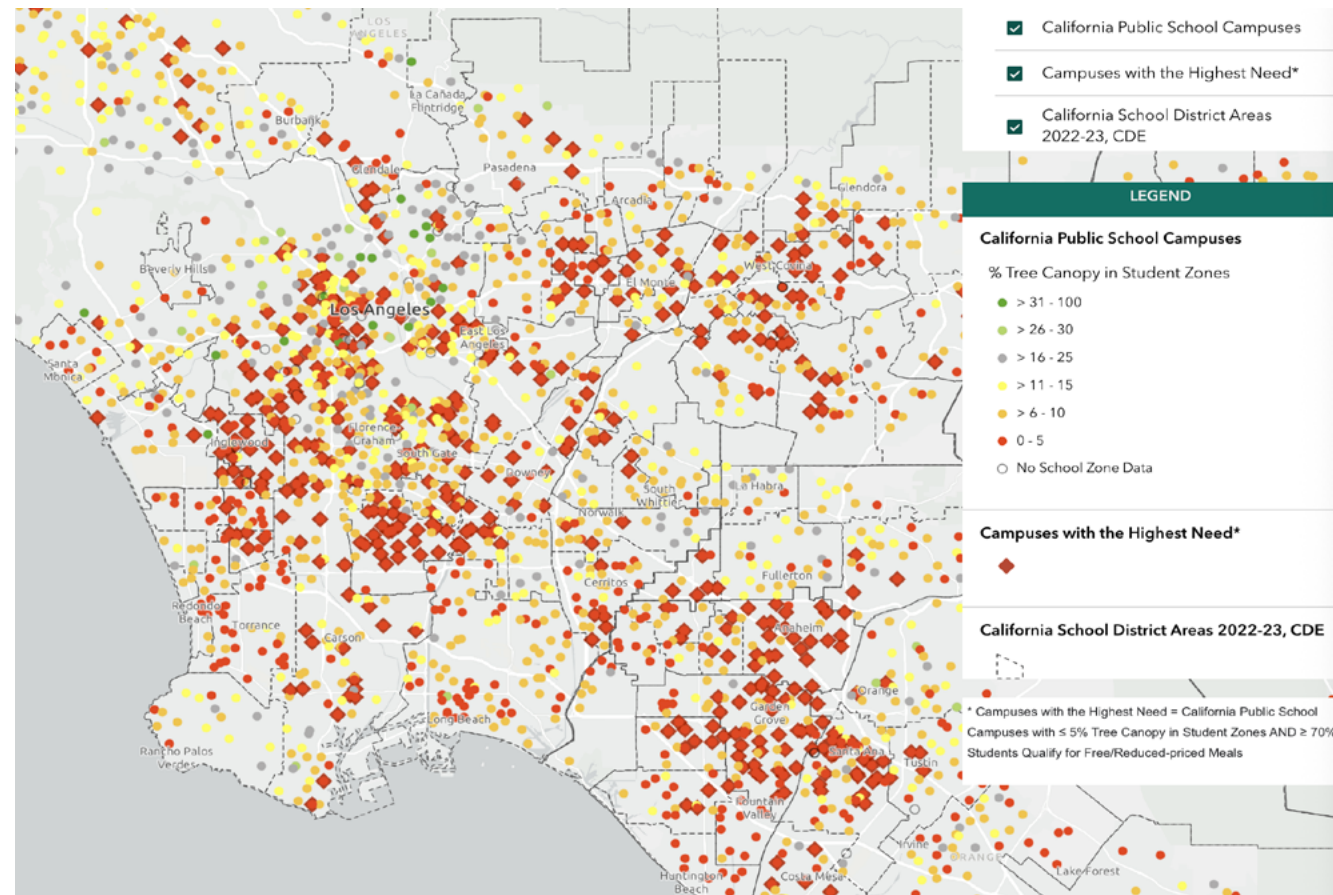 LOS
ANGELES
La Cañada
Flintridge
Burbank
Glendale
Pasadena
Arcadia
Glendora
Beverly Hills
El Monte
West Covina
Los Angeles
East Los
Angeles
Santa
Monica
Inglewood
Florence-
Graham
South Gate
Downey
South
Whittier
La Habra
Norwalk
Cerritos
Fullerton
Redondo
Beach
Torrance
Carson
Anaheim
Orange
Garden
Grove
Long Beach
Rancho Palos
Verdes
Santa Ana
Tustin
Fountain
Valley
Irvine
ORANGE
Costa Mesa
Lake Forest
Huntington
Beach
California Public School Campuses
Campuses with the Highest Need*
California School District Areas
2022-23, CDE
LEGEND
California Public School Campuses
% Tree Canopy in Student Zones
> 31 - 100
> 26 - 30
> 16 - 25
> 11 - 15
> 6 - 10
0 - 5
No School Zone Data
Campuses with the Highest Need*
California School District Areas 2022-23, CDE
* Campuses with the Highest Need = California Public School
Campuses with ≤ 5% Tree Canopy in Student Zones AND ≥ 70%
Students Qualify for Free/Reduced-priced Meals